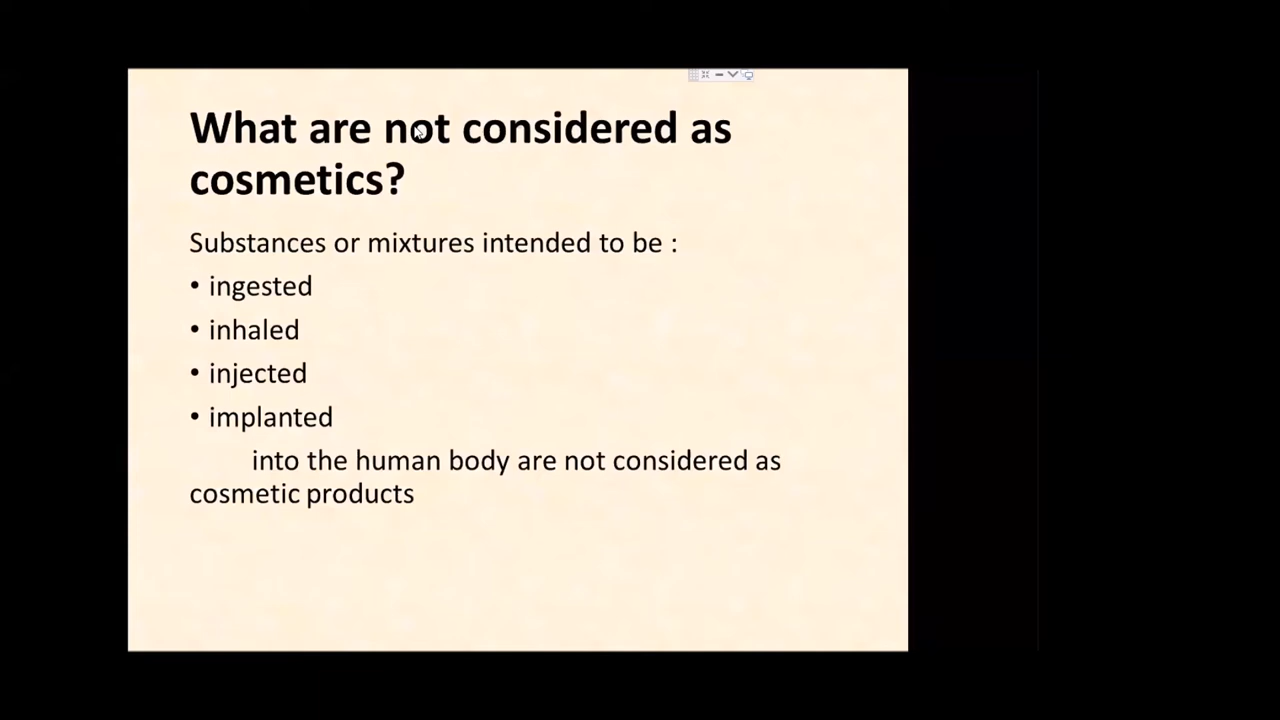 What are not considered as
cosmetics?
Substances or mixtures intended to be :
• ingested
• inhaled
• injected
• implanted
into the human body are not considered as
cosmetic products